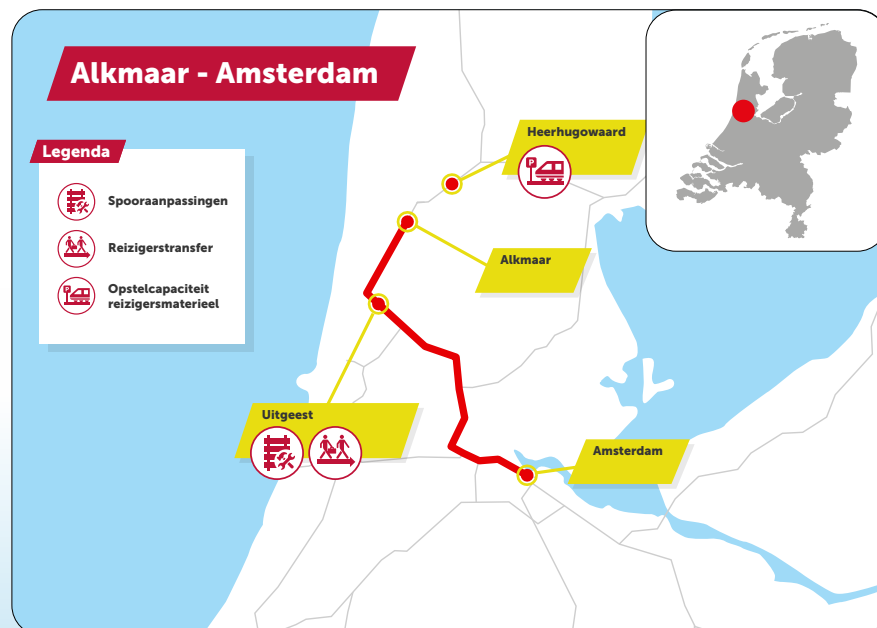 Alkmaar - Amsterdam
Legenda
Spooraanpassingen
Reizigerstransfer
P
Opstelcapaciteit
reizigersmaterieel
Heerhugowaard
P
Alkmaar
Uitgeest
Amsterdam